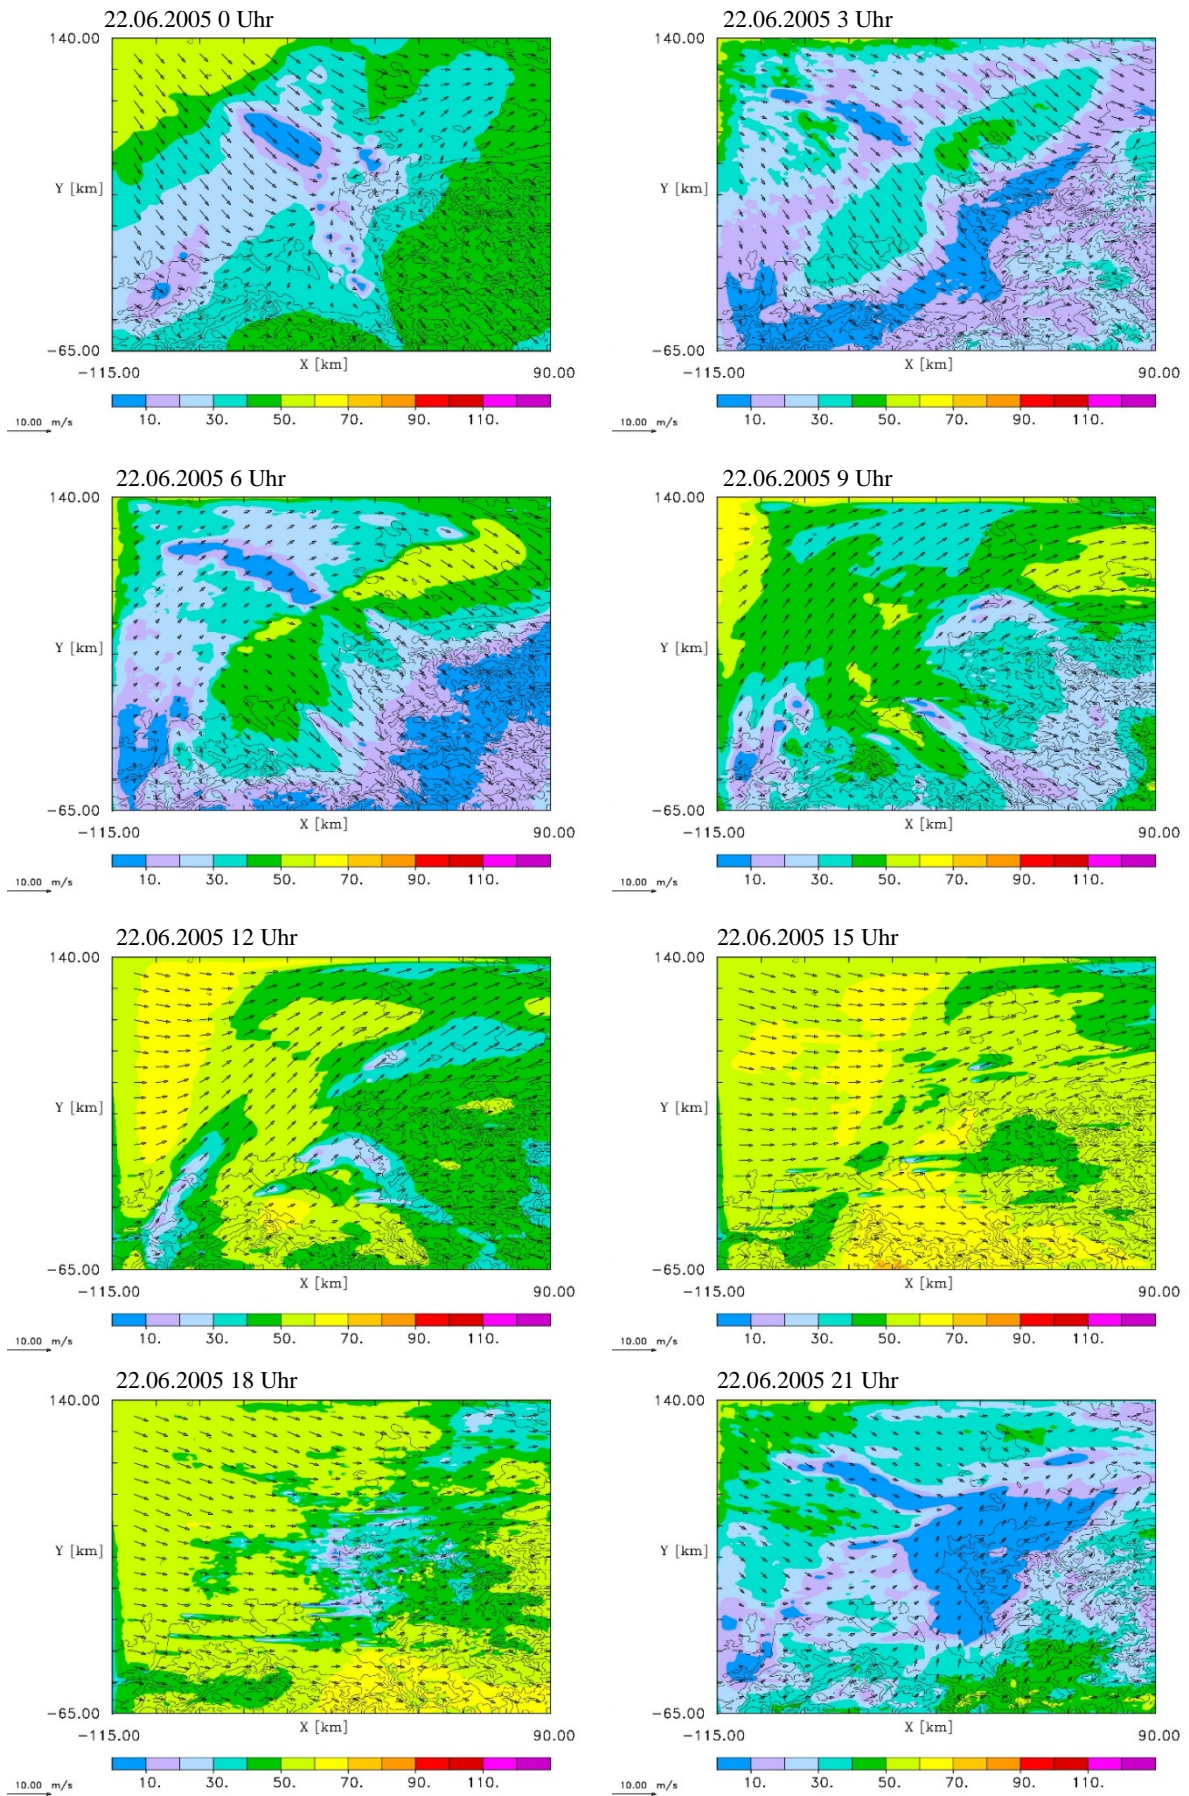 22.06.2005 0 Uhr
140.00
Y [km]
-65.00
X [km]
-115.00 90.00
10.00 m/s 10. 30. 50. 70. 90. 110.
22.06.2005 3 Uhr
140.00
Y [km]
-65.00
X [km]
-115.00 90.00
10.00 m/s 10. 30. 50. 70. 90. 110.
22.06.2005 6 Uhr
140.00
Y [km]
-65.00
X [km]
-115.00 90.00
10.00 m/s 10. 30. 50. 70. 90. 110.
22.06.2005 9 Uhr
140.00
Y [km]
-65.00
X [km]
-115.00 90.00
10.00 m/s 10. 30. 50. 70. 90. 110.
22.06.2005 12 Uhr
140.00
Y [km]
-65.00
X [km]
-115.00 90.00
10.00 m/s 10. 30. 50. 70. 90. 110.
22.06.2005 15 Uhr
140.00
Y [km]
-65.00
X [km]
-115.00 90.00
10.00 m/s 10. 30. 50. 70. 90. 110.
22.06.2005 18 Uhr
140.00
Y [km]
-65.00
X [km]
-115.00 90.00
10.00 m/s 10. 30. 50. 70. 90. 110.
22.06.2005 21 Uhr
140.00
Y [km]
-65.00
X [km]
-115.00 90.00
10.00 m/s 10. 30. 50. 70. 90. 110.